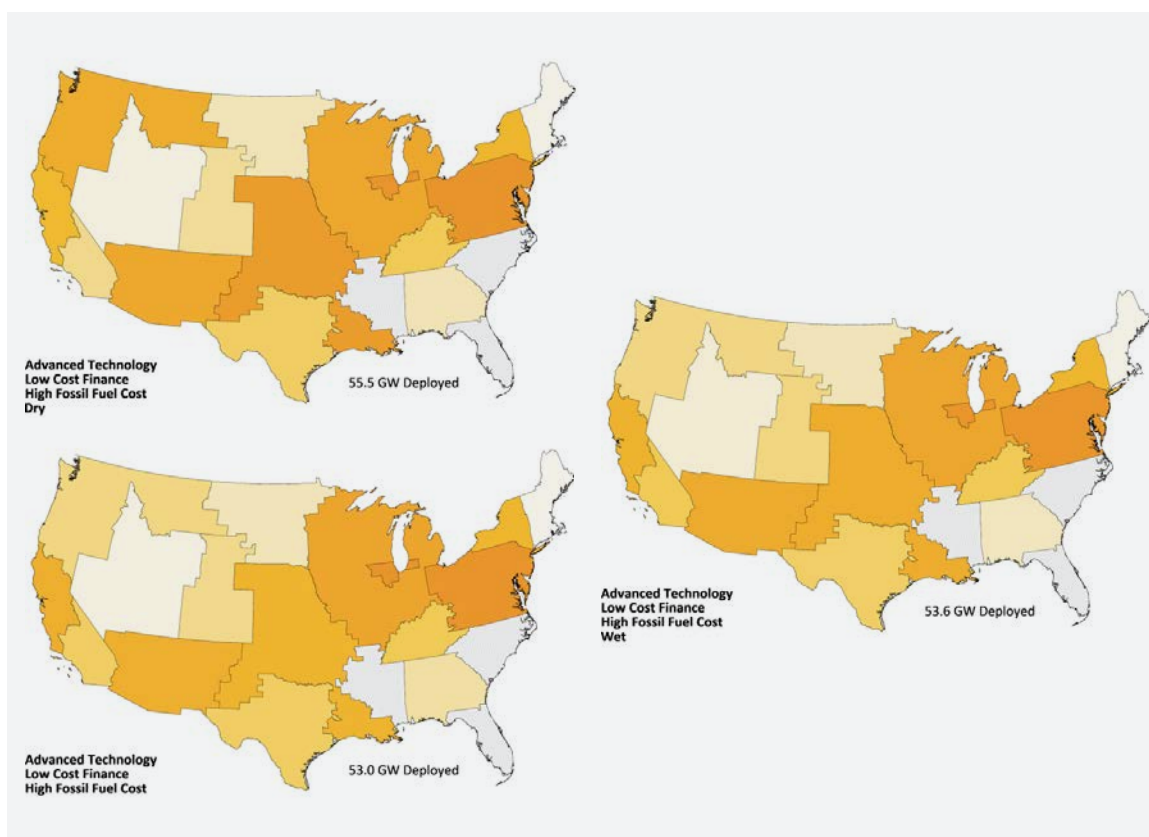 Advanced Technology
Low Cost Finance
High Fossil Fuel Cost
Dry
55.5 GW Deployed
Advanced Technology
Low Cost Finance
High Fossil Fuel Cost
53.0 GW Deployed
Advanced Technology
Low Cost Finance
High Fossil Fuel Cost
Wet
53.6 GW Deployed